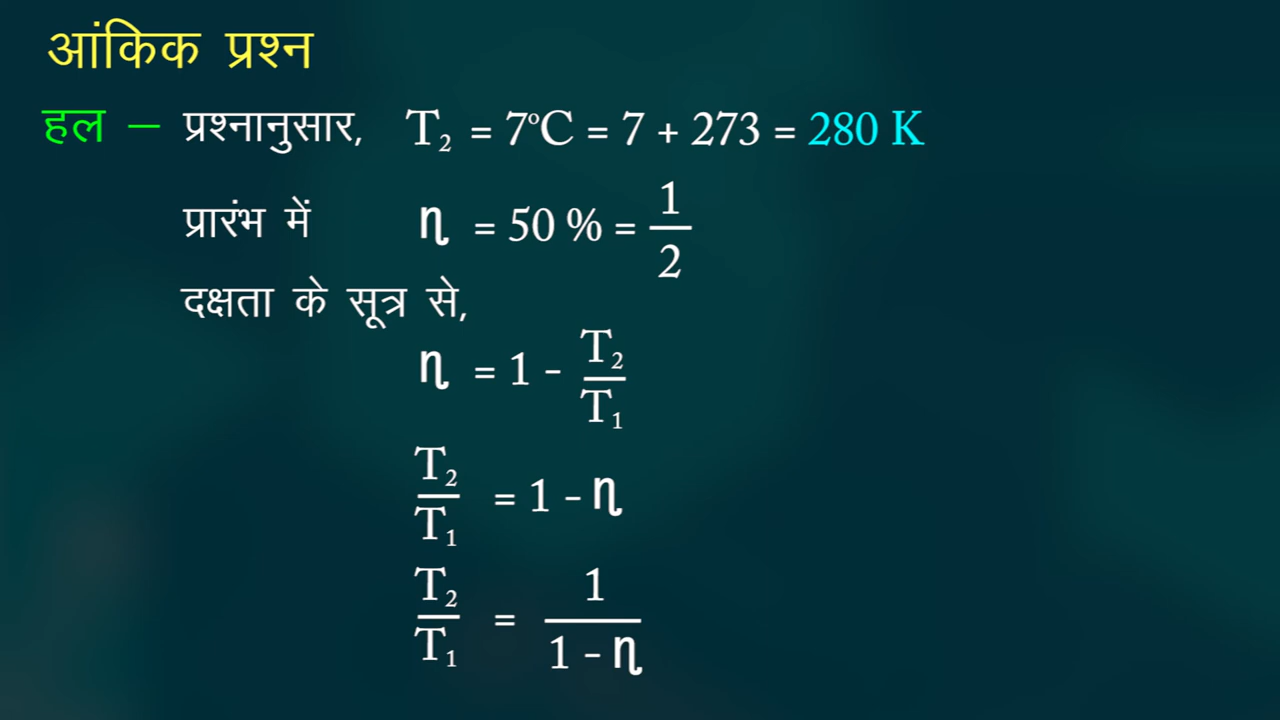 आंकिक प्रश्न
हल – प्रश्नानुसार, T₂ = 7°C = 7 + 273 = 280 K
प्रारंभ में η = 50 % = 1/2
दक्षता के सूत्र से,
η = 1 - T₂/T₁
T₂/T₁ = 1 - η
T₂/T₁ = 1/(1 - η)